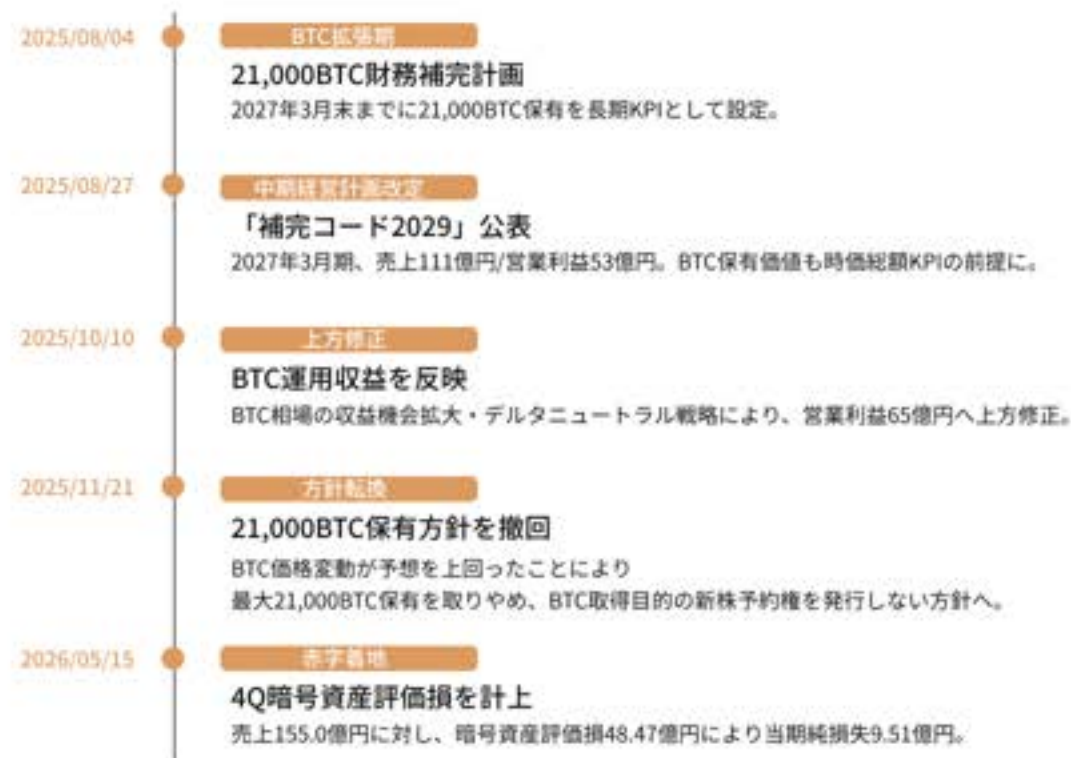 2025/08/04
BTC拡張期
21,000BTC財務補完計画
2027年3月末までに21,000BTC保有を長期KPIとして設定。
2025/08/27
中期経営計画改定
「補完コード2029」公表
2027年3月期、売上111億円/営業利益53億円。BTC保有価値も時価総額KPIの前提に。
2025/10/10
上方修正
BTC運用収益を反映
BTC相場の収益機会拡大・デルタニュートラル戦略により、営業利益65億円へ上方修正。
2025/11/21
方針転換
21,000BTC保有方針を撤回
BTC価格変動が予想を上回ったことにより
最大21,000BTC保有を取りやめ、BTC取得目的の新株予約権を発行しない方針へ。
2026/05/15
赤字着地
4Q暗号資産評価損を計上
売上155.0億円に対し、暗号資産評価損48.47億円により当期純損失9.51億円。